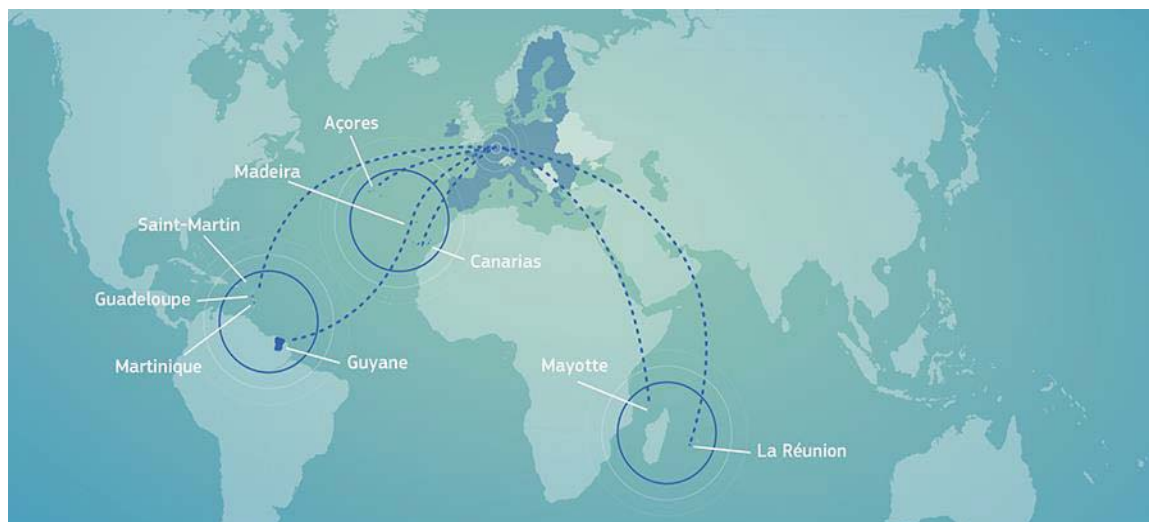 Açores
Madeira
Saint-Martin
Canarias
Guadeloupe
Martinique
Guyane
Mayotte
La Réunion